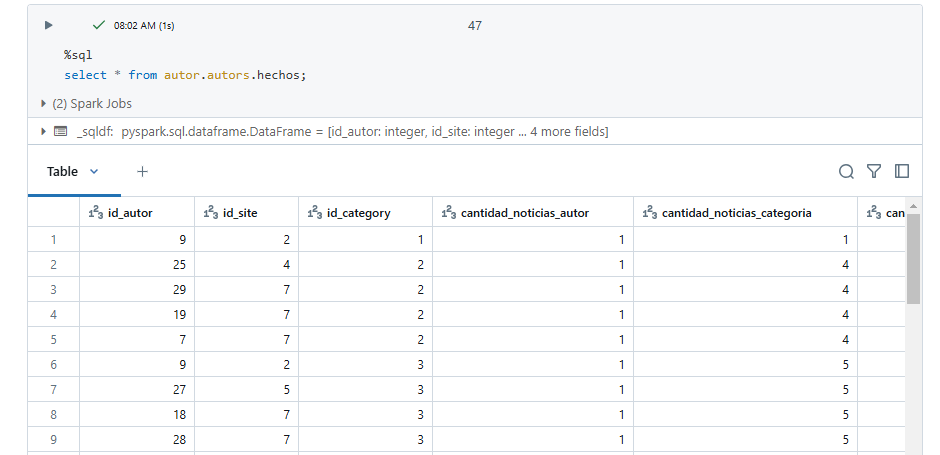 08:02 AM (1s)
47
%sql
select * from autor.autors.hechos;
(2) Spark Jobs
_sqldf: pyspark.sql.dataframe.DataFrame = [id_autor: integer, id_site: integer ... 4 more fields]
Table
id_autor id_site id_category cantidad_noticias_autor cantidad_noticias_categoria can
1 9 2 1 1 1
2 25 4 2 1 4
3 29 7 2 1 4
4 19 7 2 1 4
5 7 7 2 1 4
6 9 2 3 1 5
7 27 5 3 1 5
8 18 7 3 1 5
9 28 7 3 1 5